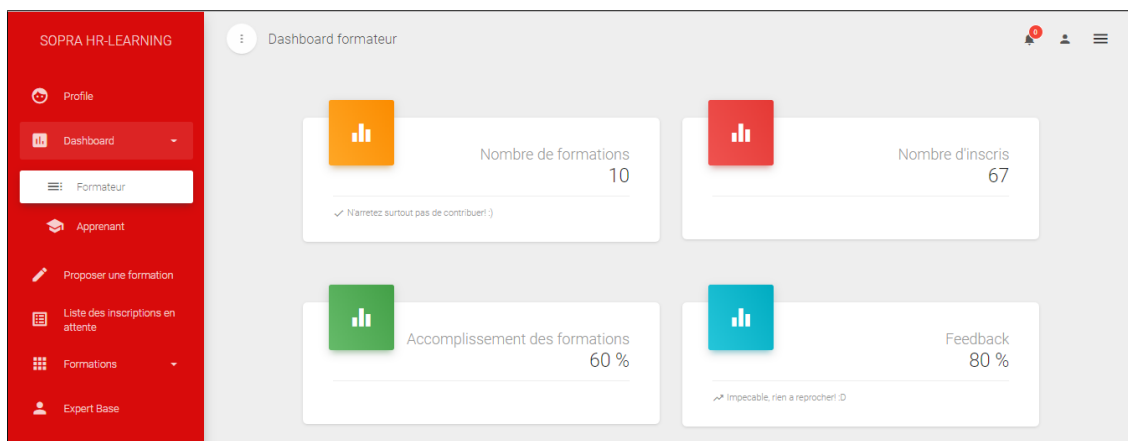 SOPRA HR-LEARNING
Dashboard formateur
0
Profile
Dashboard
Formateur
Apprenant
Proposer une formation
Liste des inscriptions en
attente
Formations
Expert Base
Nombre de formations
10
N'arretez surtout pas de contribuer! :)
Nombre d'inscris
67
Accomplissement des formations
60 %
Feedback
80 %
Impecable, rien a reprocher! :D